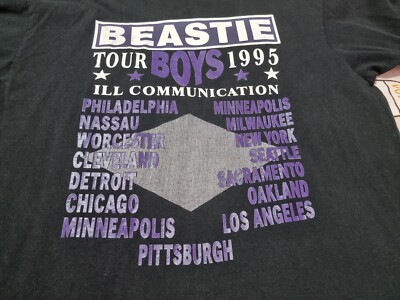 BEASTIE
TOUR BOYS 1995
ILL COMMUNICATION
PHILADELPHIA MINNEAPOLIS
NASSAU MILWAUKEE
WORCESTER NEW YORK
CLEVELAND SEATTLE
DETROIT SACRAMENTO
CHICAGO OAKLAND
MINNEAPOLIS LOS ANGELES
PITTSBURGH